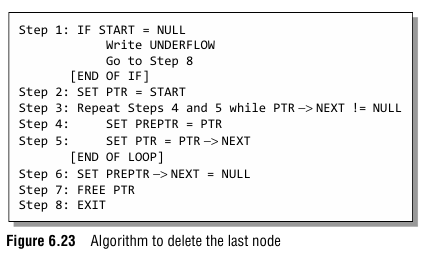 Step 1: IF START = NULL
Write UNDERFLOW
Go to Step 8
[END OF IF]
Step 2: SET PTR = START
Step 3: Repeat Steps 4 and 5 while PTR -> NEXT != NULL
Step 4: SET PREPTR = PTR
Step 5: SET PTR = PTR -> NEXT
[END OF LOOP]
Step 6: SET PREPTR -> NEXT = NULL
Step 7: FREE PTR
Step 8: EXIT
Figure 6.23 Algorithm to delete the last node